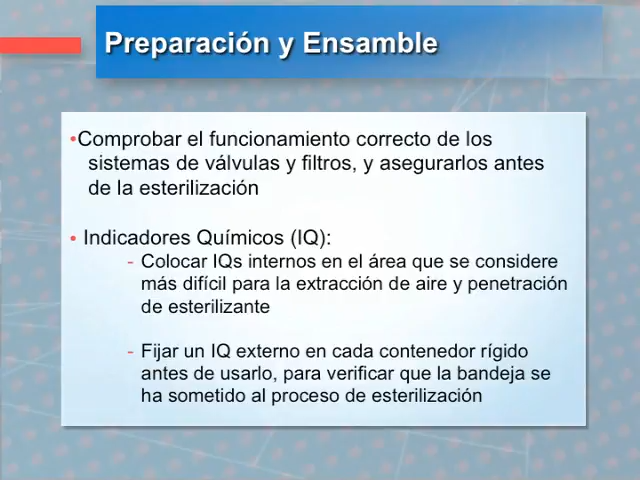 Preparación y Ensamble
•Comprobar el funcionamiento correcto de los
sistemas de válvulas y filtros, y asegurarlos antes
de la esterilización
• Indicadores Químicos (IQ):
- Colocar IQs internos en el área que se considere
más difícil para la extracción de aire y penetración
de esterilizante
- Fijar un IQ externo en cada contenedor rígido
antes de usarlo, para verificar que la bandeja se
ha sometido al proceso de esterilización